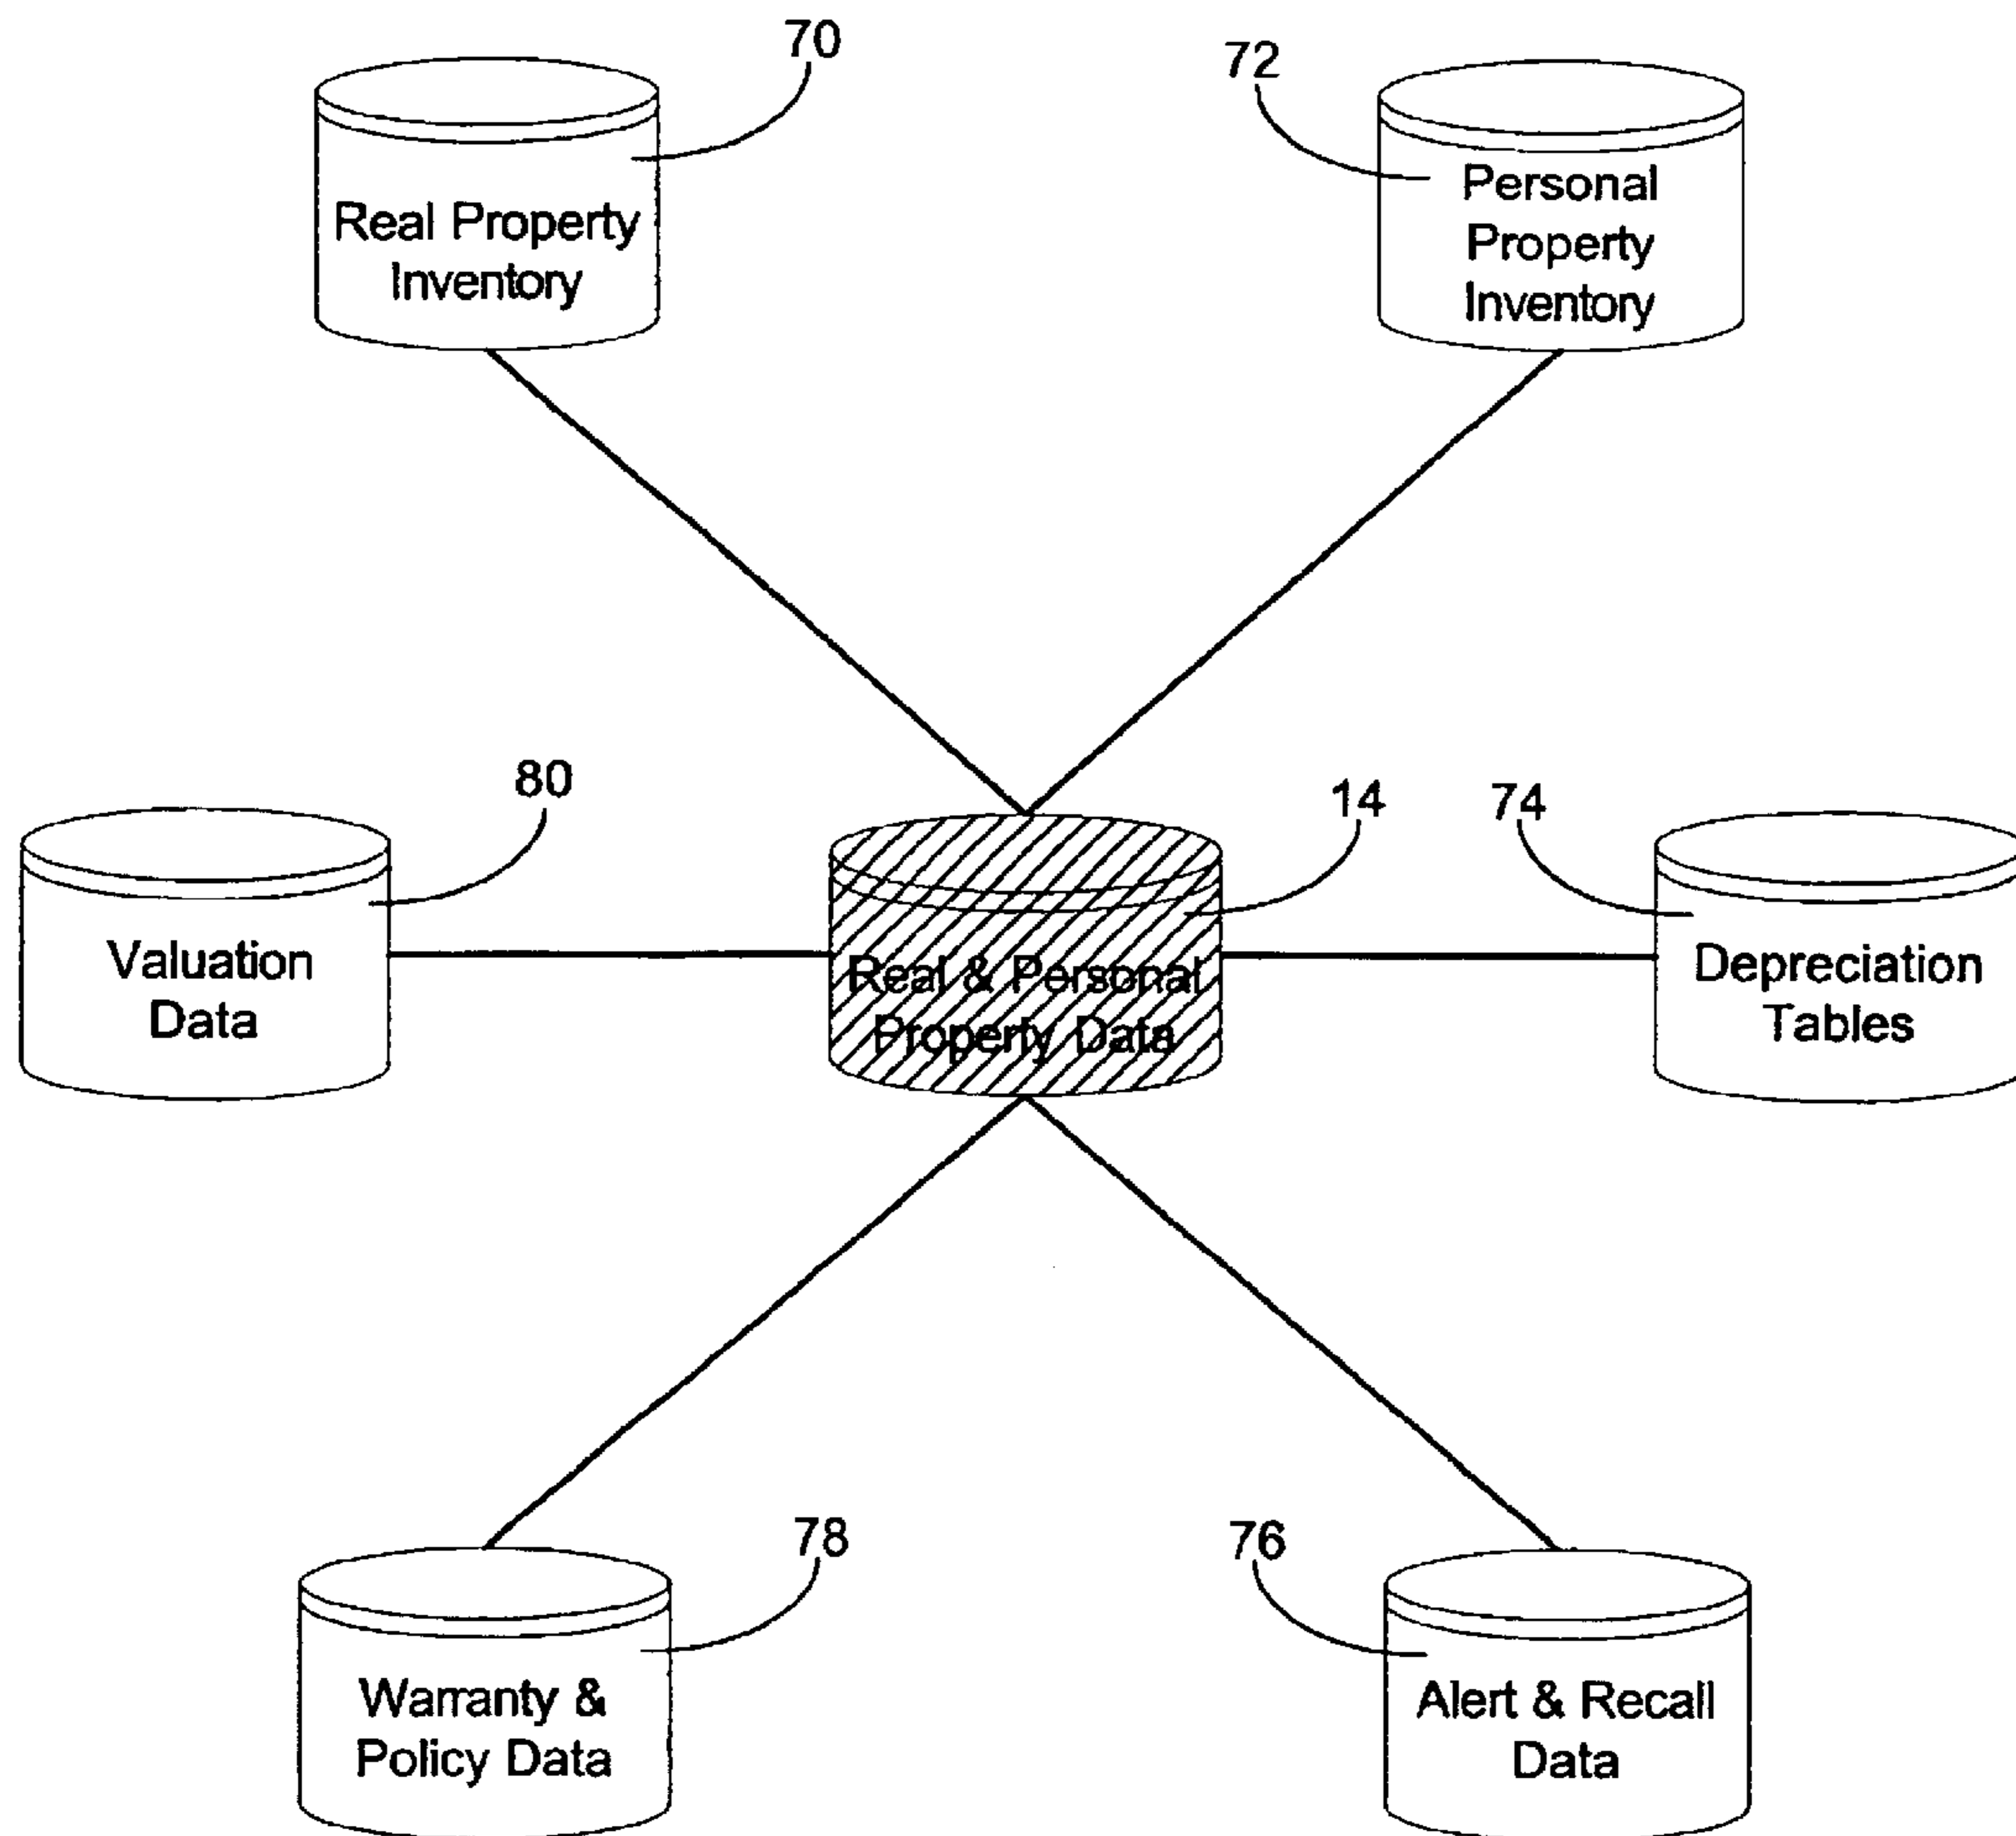 70
72
Real Property
Inventory
Personal
Property
Inventory
80
14
74
Valuation
Data
Real & Personal
Property Data
Depreciation
Tables
78
76
Warranty &
Policy Data
Alert & Recall
Data